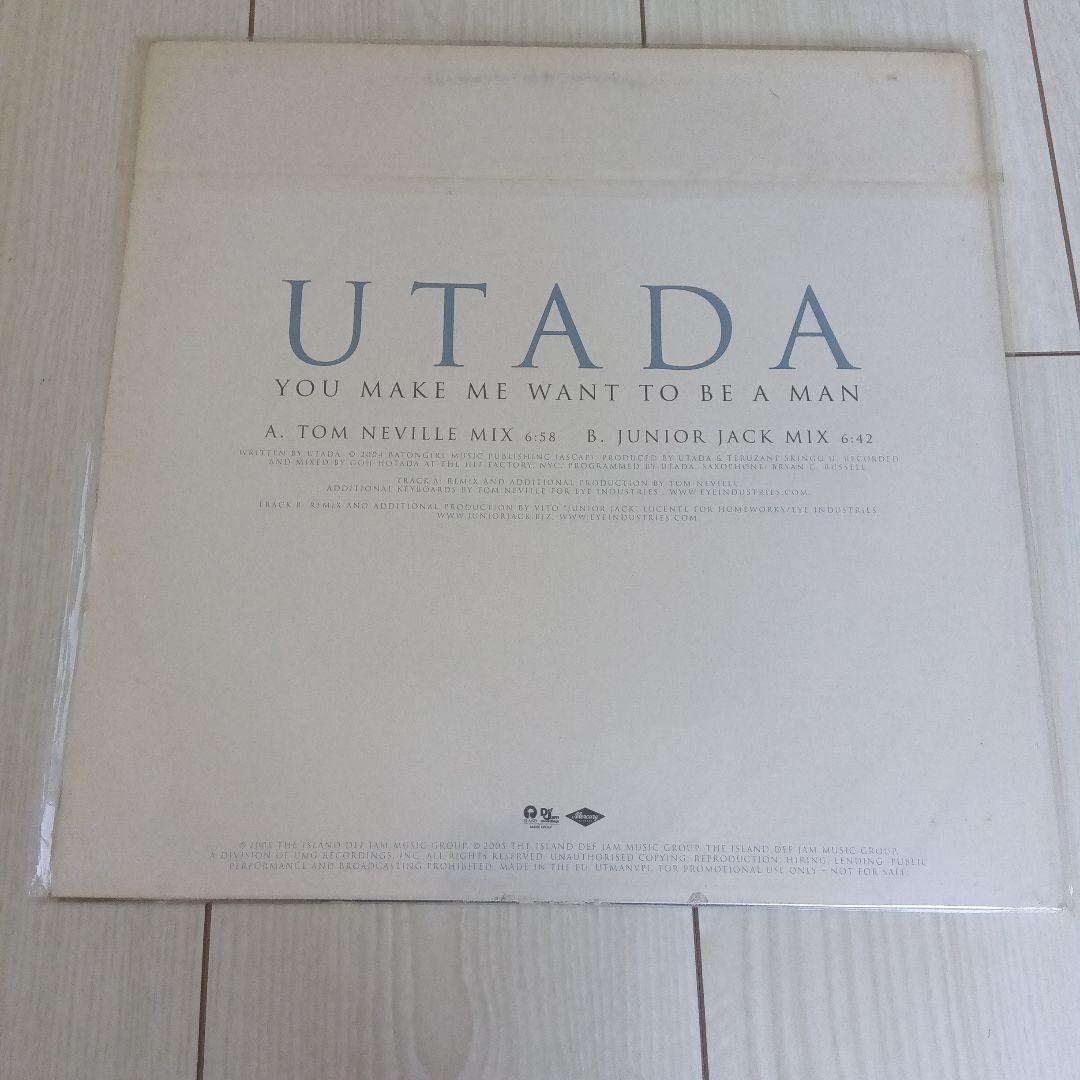 UTADA
YOU MAKE ME WANT TO BE A MAN
A. TOM NEVILLE MIX 6:58 B. JUNIOR JACK MIX 6:42
WRITTEN BY UTADA. © 2004 BATONGIRL MUSIC PUBLISHING (ASCAP). PRODUCED BY UTADA & TERUZANE SKINGG U. RECORDED
AND MIXED BY GOH HOTADA AT THE HIT FACTORY, NYC. PROGRAMMED BY UTADA. SAXOPHONE: BRYAN G. RUSSELL.
TRACK A: REMIX AND ADDITIONAL PRODUCTION BY TOM NEVILLE.
ADDITIONAL KEYBOARDS BY TOM NEVILLE FOR EYE INDUSTRIES. WWW.EYEINDUSTRIES.COM.
TRACK B: REMIX AND ADDITIONAL PRODUCTION BY VITO "JUNIOR JACK" LUCENTE FOR HOMEWORKS/EYE INDUSTRIES.
WWW.JUNIORJACK.BIZ. WWW.EYEINDUSTRIES.COM.
ISLAND Def Jam Mercury
℗ 2005 THE ISLAND DEF JAM MUSIC GROUP. © 2005 THE ISLAND DEF JAM MUSIC GROUP. THE ISLAND DEF JAM MUSIC GROUP,
A DIVISION OF UMG RECORDINGS, INC. ALL RIGHTS RESERVED. UNAUTHORISED COPYING, REPRODUCTION, HIRING, LENDING, PUBLIC
PERFORMANCE AND BROADCASTING PROHIBITED. MADE IN THE EU. UTMANVP1. FOR PROMOTIONAL USE ONLY - NOT FOR SALE.